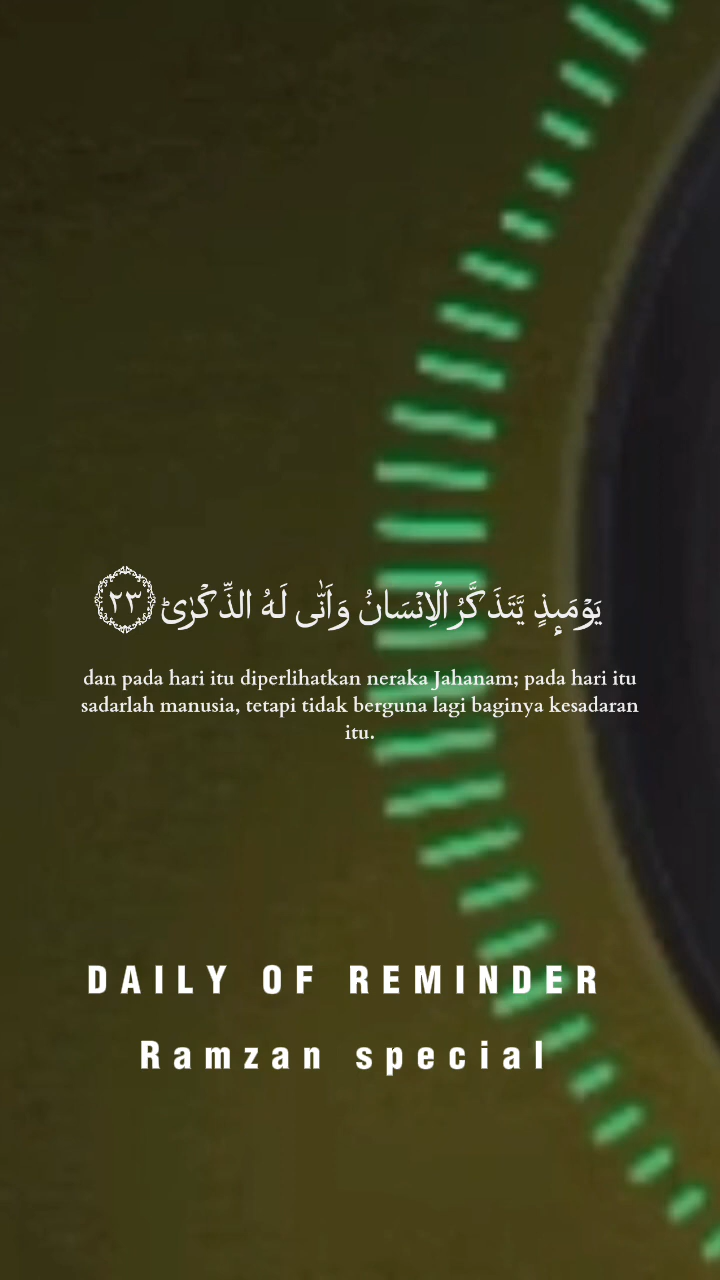 يَوْمَىِٕذٍ يَّتَذَكَّرُ الْاِنْسَانُ وَاَنّٰى لَهُ الذِّكْرٰىۗ ٢٣
dan pada hari itu diperlihatkan neraka Jahanam; pada hari itu
sadarlah manusia, tetapi tidak berguna lagi baginya kesadaran
itu.
DAILY OF REMINDER
Ramzan special